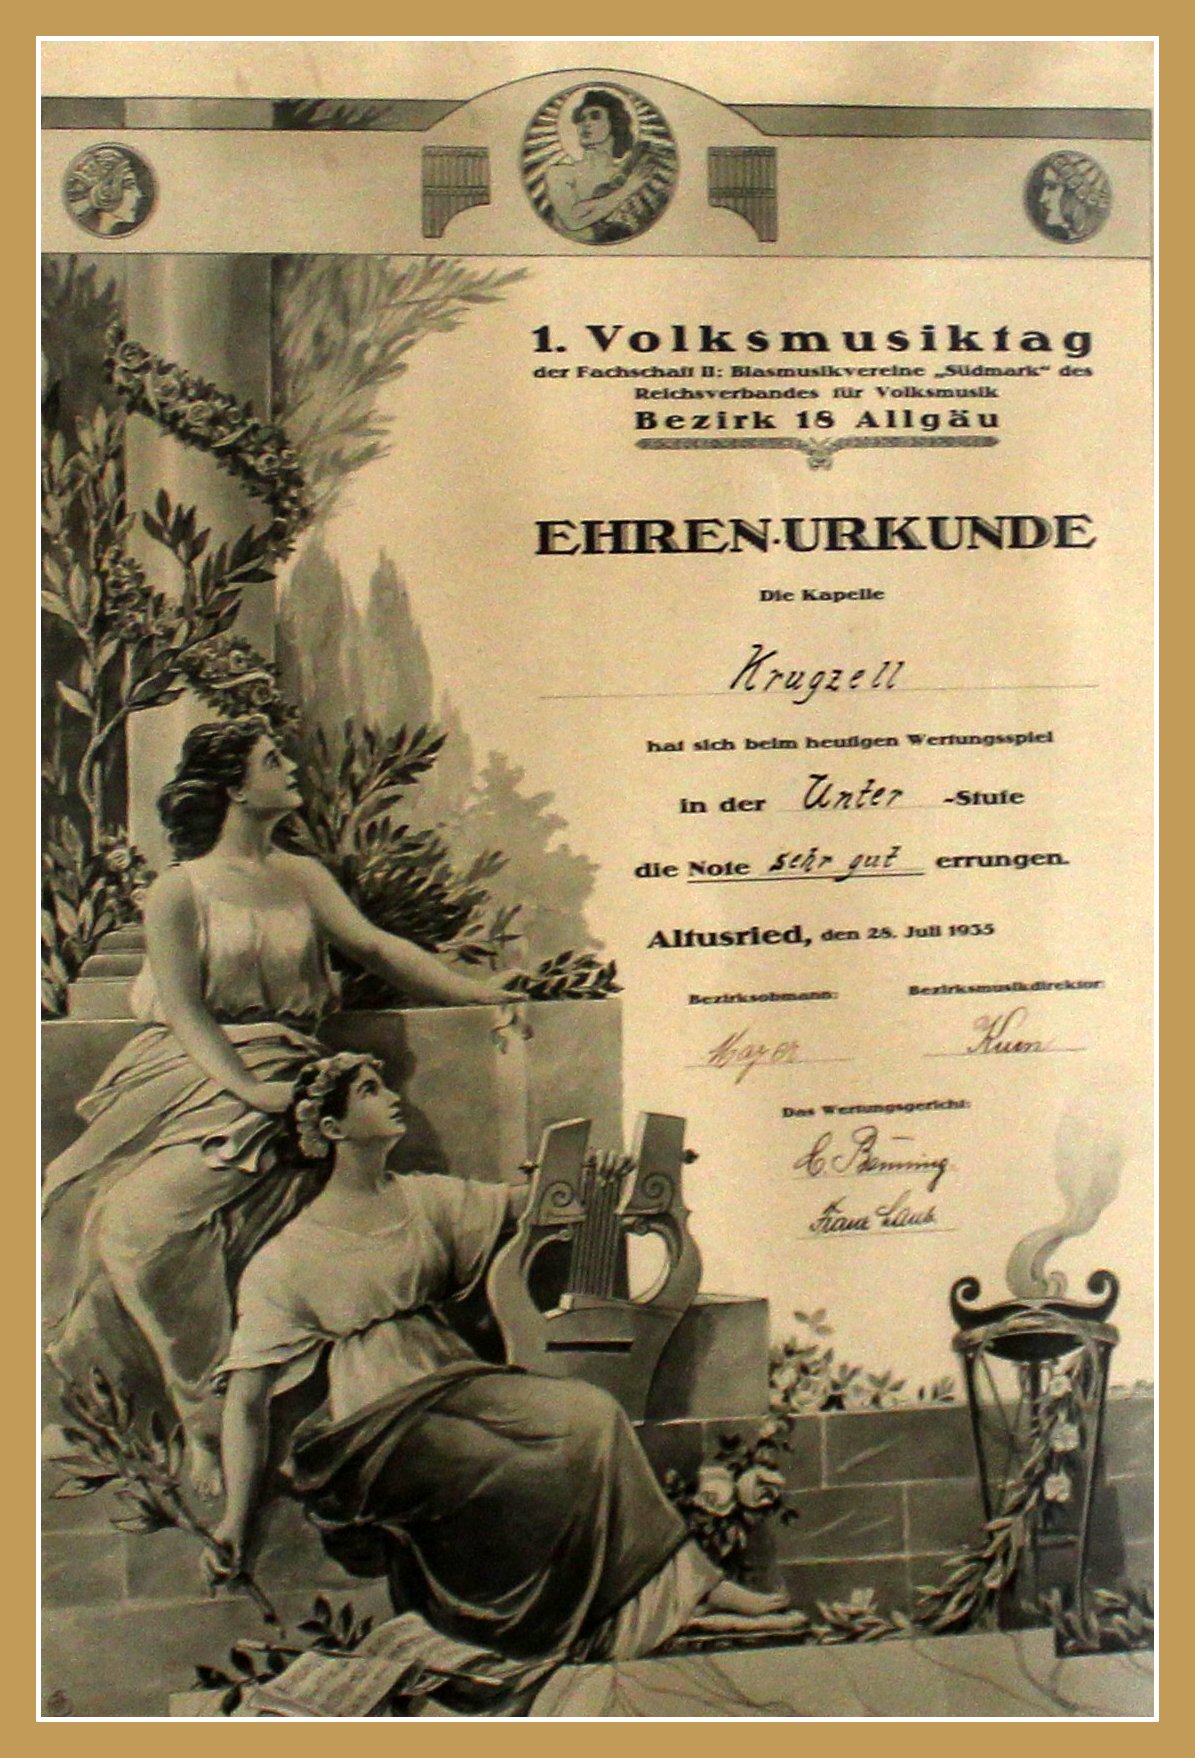 1. Volksmusiktag
der Fachschaft II: Blasmusikvereine „Südmark“ des
Reichsverbandes für Volksmusik
Bezirk 18 Allgäu
EHREN-URKUNDE
Die Kapelle
Krugzell
hat sich beim heutigen Wertungsspiel
in der Unter -Stufe
die Note sehr gut errungen.
Altusried, den 28. Juli 1935
Bezirksobmann: Bezirksmusikdirektor:
Mayer
Das Wertungsgericht:
Franz Laub